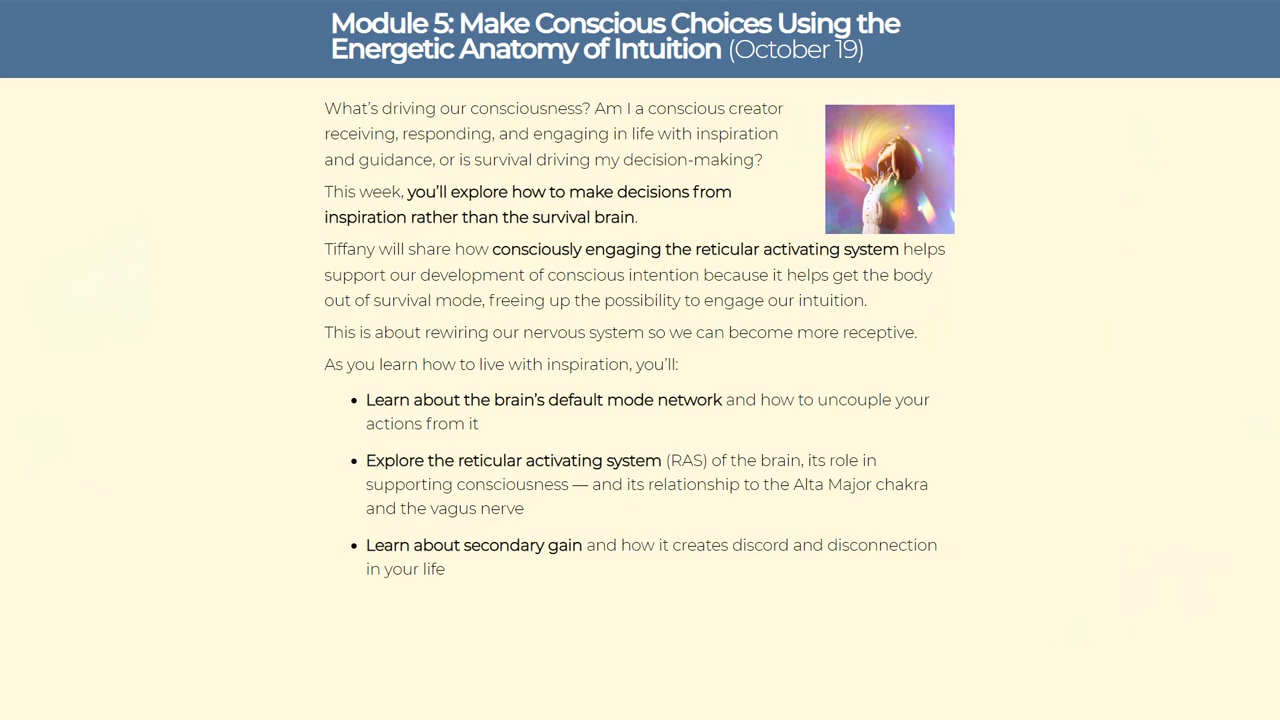 Module 5: Make Conscious Choices Using the
Energetic Anatomy of Intuition (October 19)
What's driving our consciousness? Am I a conscious creator
receiving, responding, and engaging in life with inspiration
and guidance, or is survival driving my decision-making?
This week, you'll explore how to make decisions from
inspiration rather than the survival brain.
Tiffany will share how consciously engaging the reticular activating system helps
support our development of conscious intention because it helps get the body
out of survival mode, freeing up the possibility to engage our intuition.
This is about rewiring our nervous system so we can become more receptive.
As you learn how to live with inspiration, you'll:
• Learn about the brain's default mode network and how to uncouple your
actions from it
• Explore the reticular activating system (RAS) of the brain, its role in
supporting consciousness — and its relationship to the Alta Major chakra
and the vagus nerve
• Learn about secondary gain and how it creates discord and disconnection
in your life